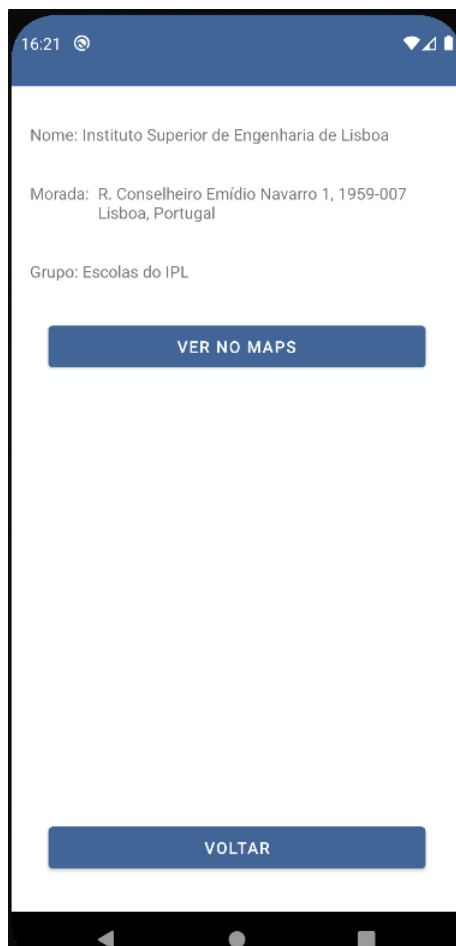 16:21
Nome: Instituto Superior de Engenharia de Lisboa
Morada: R. Conselheiro Emídio Navarro 1, 1959-007
Lisboa, Portugal
Grupo: Escolas do IPL
VER NO MAPS
VOLTAR